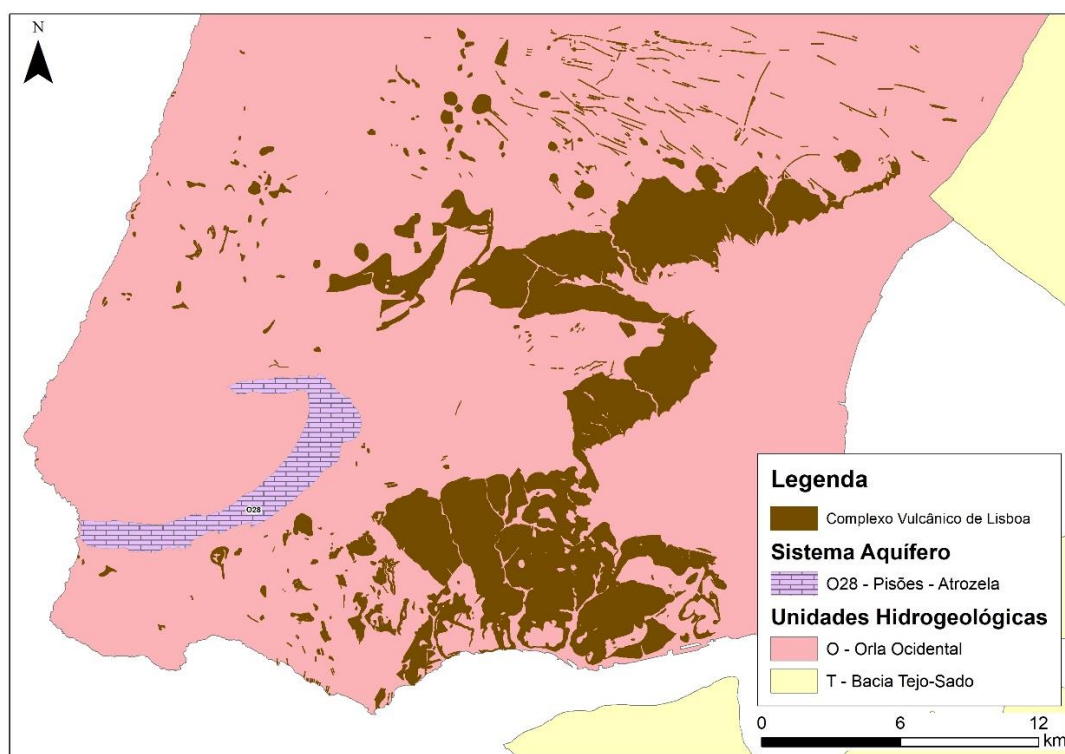 N
O28
Legenda
Complexo Vulcânico de Lisboa
Sistema Aquífero
O28 - Pisões - Atrozela
Unidades Hidrogeológicas
O - Orla Ocidental
T - Bacia Tejo-Sado
0 6 12
km